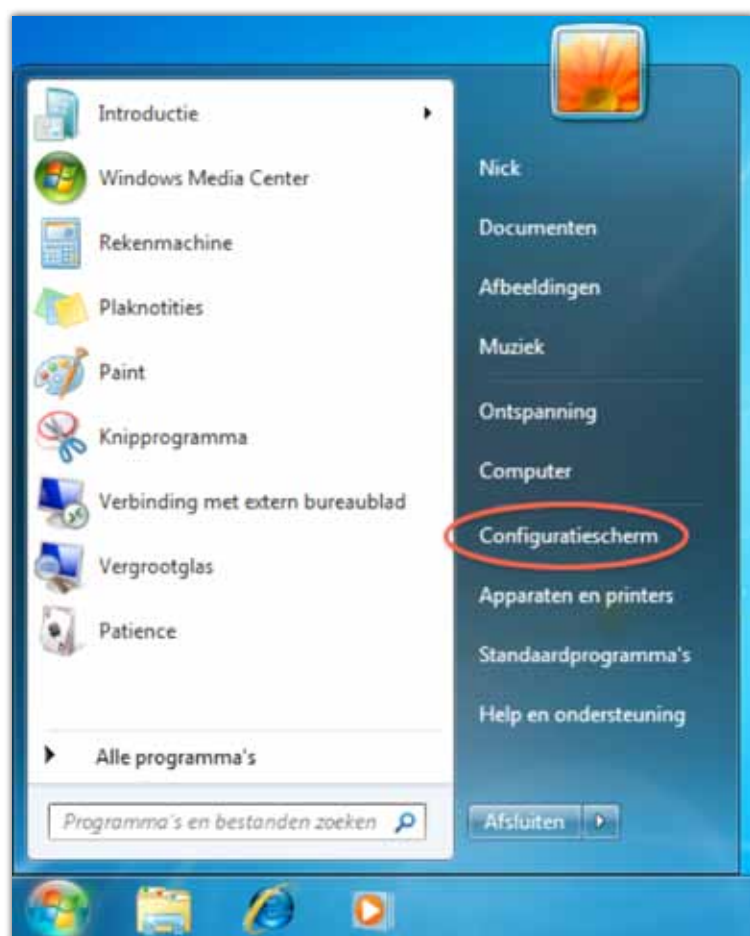 Introductie
Windows Media Center
Rekenmachine
Plaknotities
Paint
Knipprogramma
Verbinding met extern bureaublad
Vergrootglas
Patience
Alle programma's
Programma's en bestanden zoeken
Nick
Documenten
Afbeeldingen
Muziek
Ontspanning
Computer
Configuratiescherm
Apparaten en printers
Standaardprogramma's
Help en ondersteuning
Afsluiten